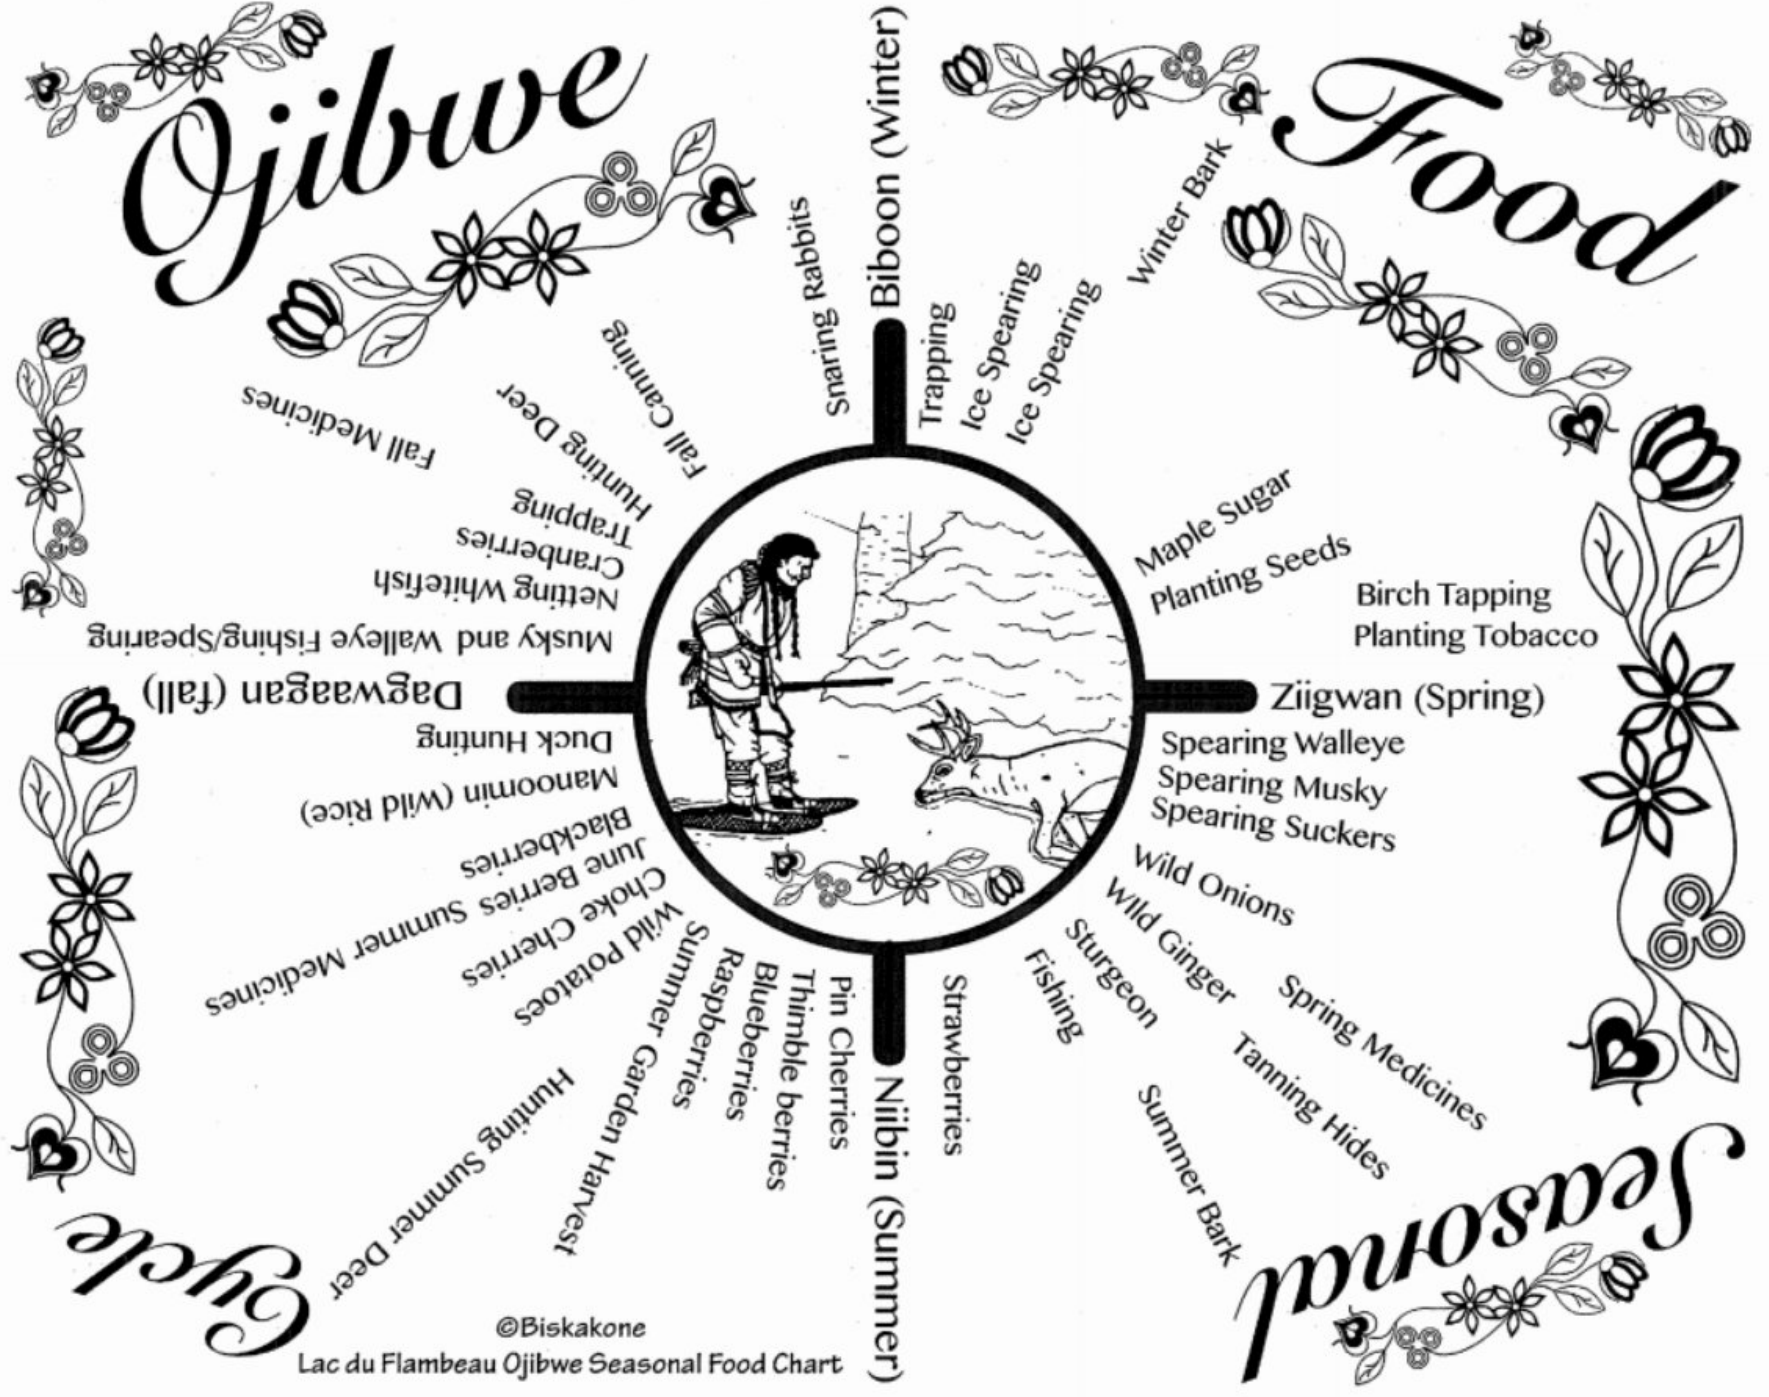 Ojibwe
Food
Seasonal
Cycle
Biboon (Winter)
Trapping
Ice Spearing
Ice Spearing
Winter Bark
Maple Sugar
Planting Seeds
Birch Tapping
Planting Tobacco
Ziigwan (Spring)
Spearing Walleye
Spearing Musky
Spearing Suckers
Wild Onions
WIld Ginger
Spring Medicines
Sturgeon
Tanning Hides
Fishing
Summer Bark
Strawberries
Niibin (Summer)
Pin Cherries
Thimble berries
Blueberries
Raspberries
Summer Garden Harvest
Hunting Summer Deer
Wild Potatoes
Choke Cherries
June Berries
Summer Medicines
Blackberries
Manoomin (Wild Rice)
Duck Hunting
Dagwaagan (fall)
Musky and Walleye Fishing/Spearing
Netting Whitefish
Cranberries
Trapping
Hunting Deer
Fall Medicines
Fall Canning
Snaring Rabbits
©Biskakone
Lac du Flambeau Ojibwe Seasonal Food Chart